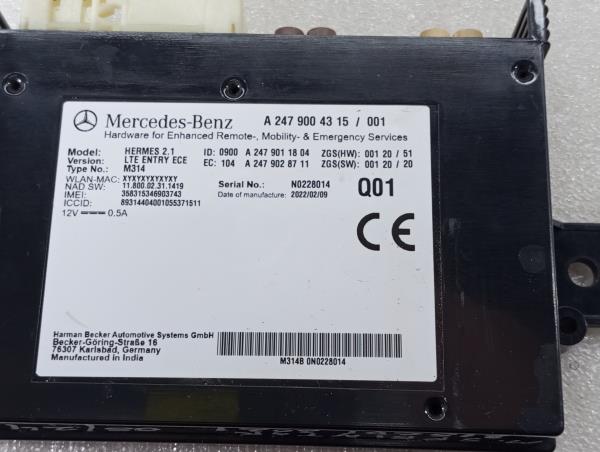 Mercedes-Benz A 247 900 43 15 / 001
Hardware for Enhanced Remote-, Mobility- & Emergency Services
Model: HERMES 2.1 ID: 0900 A 247 901 18 04 ZGS(HW): 001 20 / 51
Version: LTE ENTRY ECE EC: 104 A 247 902 87 11 ZGS(SW): 001 20 / 20
Type No.: M314
WLAN-MAC: XYXYXYXYXYXY
NAD SW: 11.800.02.31.1419 Serial No.: N0228014 Q01
IMEI: 358315346903743 Date of manufacture: 2022/02/09
ICCID: 89314404001055371511
12V 0.5A
CE
Harman Becker Automotive Systems GmbH
Becker-Göring-Straße 16
76307 Karlsbad, Germany
Manufactured in India
M314B 0N0228014